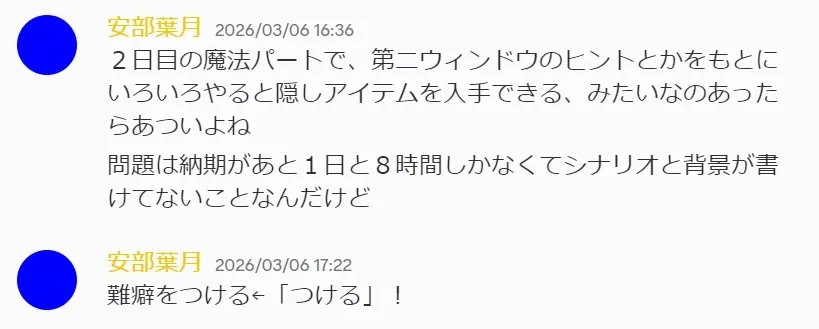 安部葉月 2026/03/06 16:36
２日目の魔法パートで、第二ウィンドウのヒントとかをもとに
いろいろやると隠しアイテムを入手できる、みたいなのあった
らあついよね
問題は納期があと１日と８時間しかなくてシナリオと背景が書
けてないことなんだけど
安部葉月 2026/03/06 17:22
難癖をつける←「つける」！